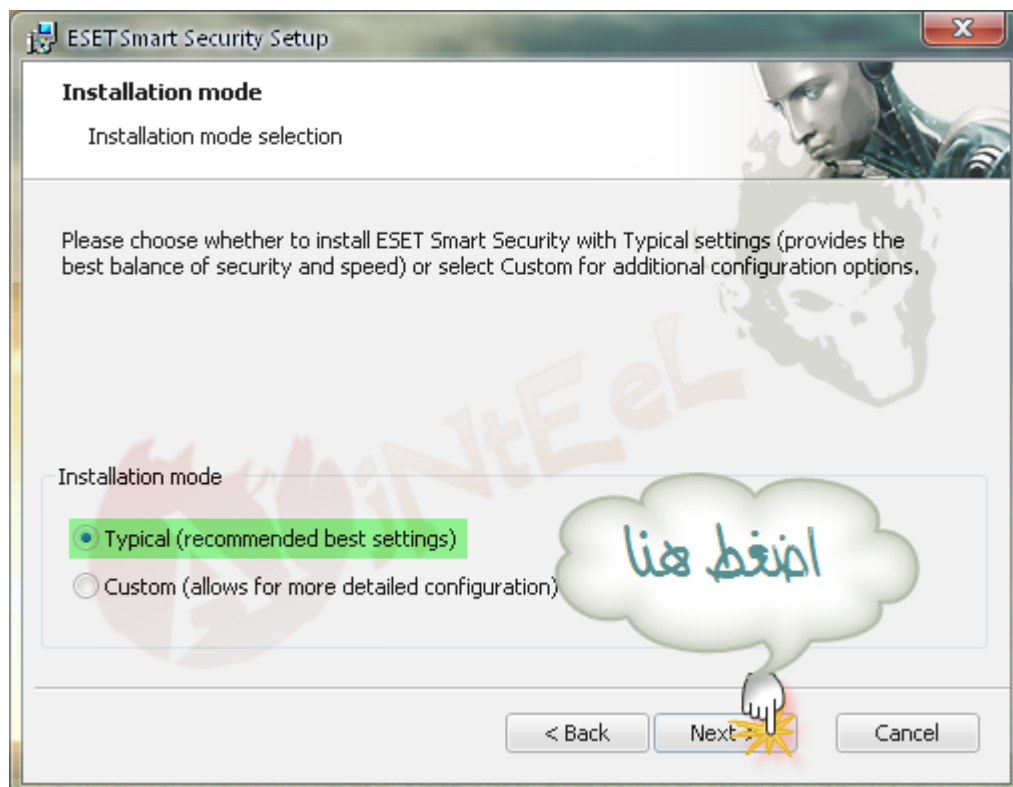 ESET Smart Security Setup
Installation mode
Installation mode selection
Please choose whether to install ESET Smart Security with Typical settings (provides the
best balance of security and speed) or select Custom for additional configuration options.
AliNtEeL
Installation mode
Typical (recommended best settings)
Custom (allows for more detailed configuration)
اضغط هنا
< Back
Next >
Cancel